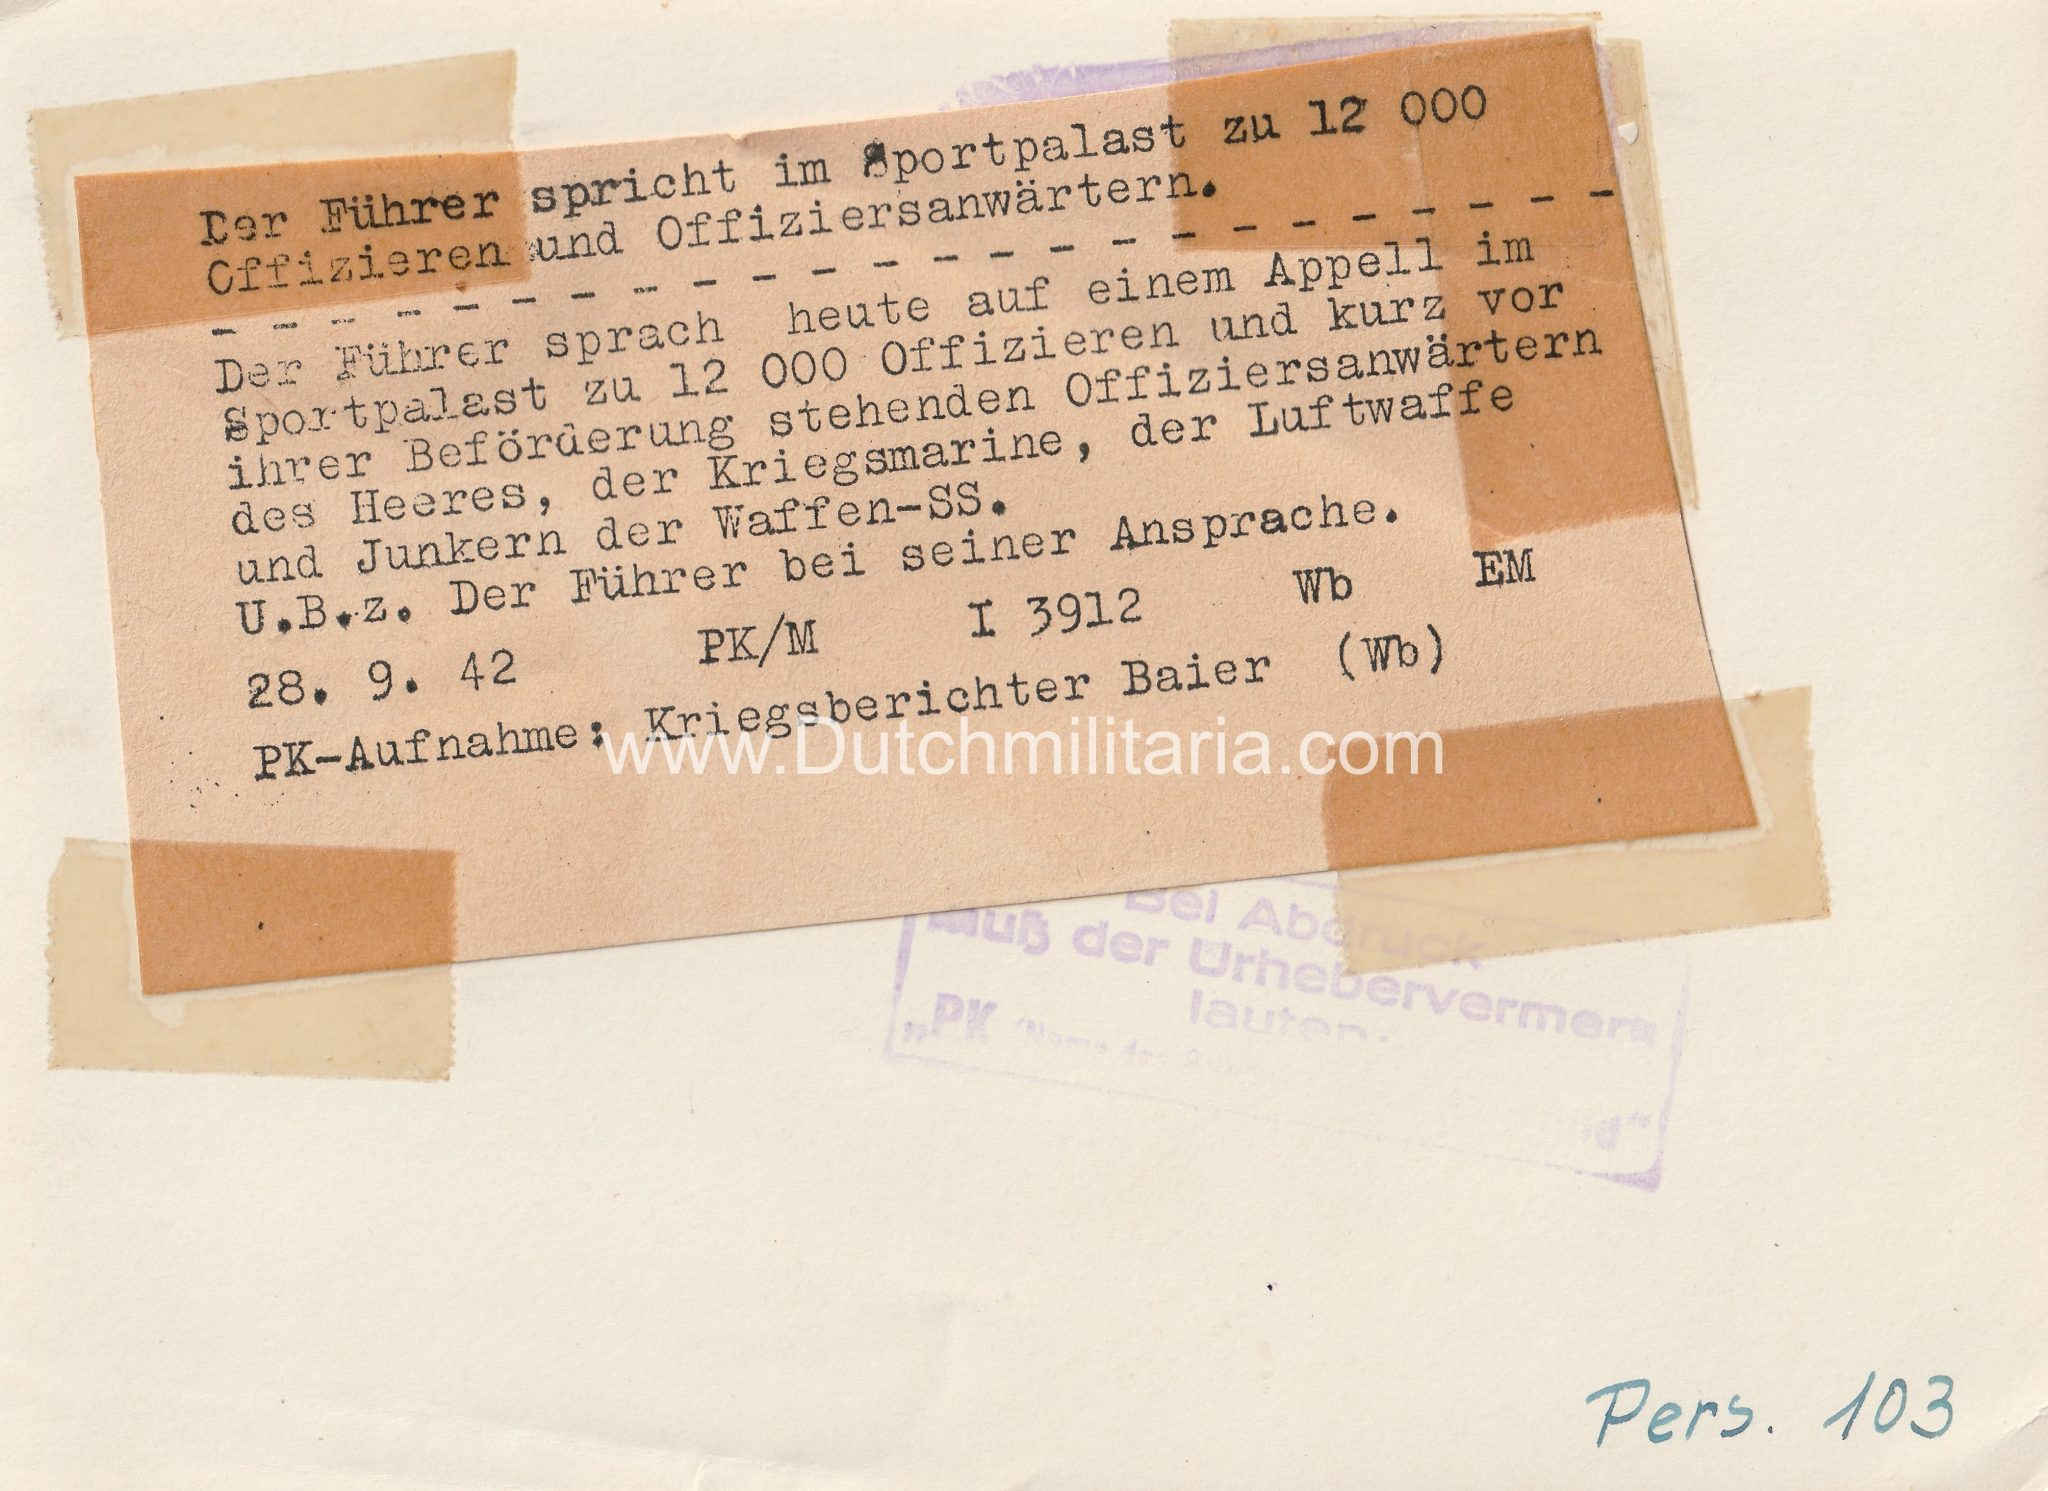 Der Führer spricht im Sportpalast zu 12 000
Offizieren und Offiziersanwärtern.
- - - - - - - - - - - - - - - - - - - - - - - -
Der Führer sprach heute auf einem Appell im
Sportpalast zu 12 000 Offizieren und kurz vor
ihrer Beförderung stehenden Offiziersanwärtern
des Heeres, der Kriegsmarine, der Luftwaffe
und Junkern der Waffen-SS.
U.B.z. Der Führer bei seiner Ansprache.
28. 9. 42 PK/M I 3912 Wb EM
PK-Aufnahme: Kriegsberichter Baier (Wb)
www.Dutchmilitaria.com
Bei Abdruck
muß der Urhebervermerk
lauten:
„PK (Name des
Pers. 103